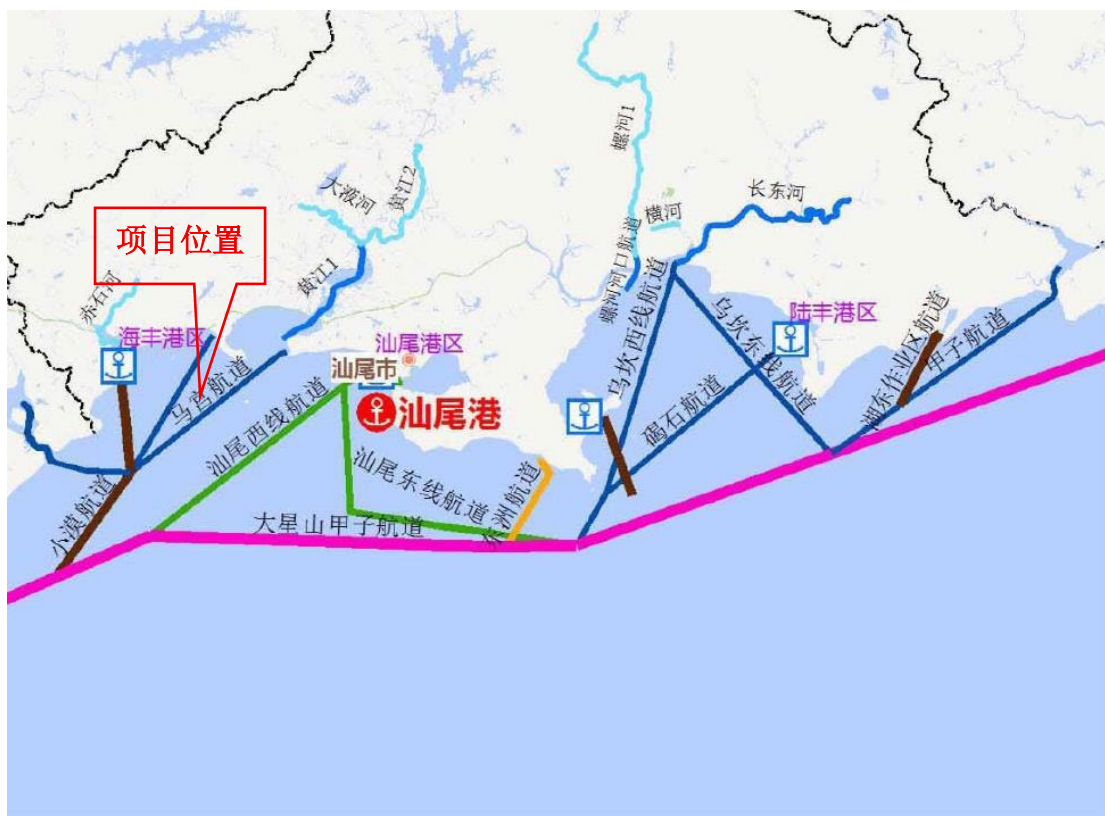 螺河1
大液河
黄江2
长东河
横河
项目位置
黄江1
赤石河
螺河河口航道
乌坎西线航道
乌坎东线航道
陆丰港区
海丰港区
汕尾港区
汕尾市
马宫航道
湖东作业区航道
甲子航道
汕尾西线航道
汕尾港
碣石航道
汕尾东线航道
东洲航道
小漠航道
大星山甲子航道